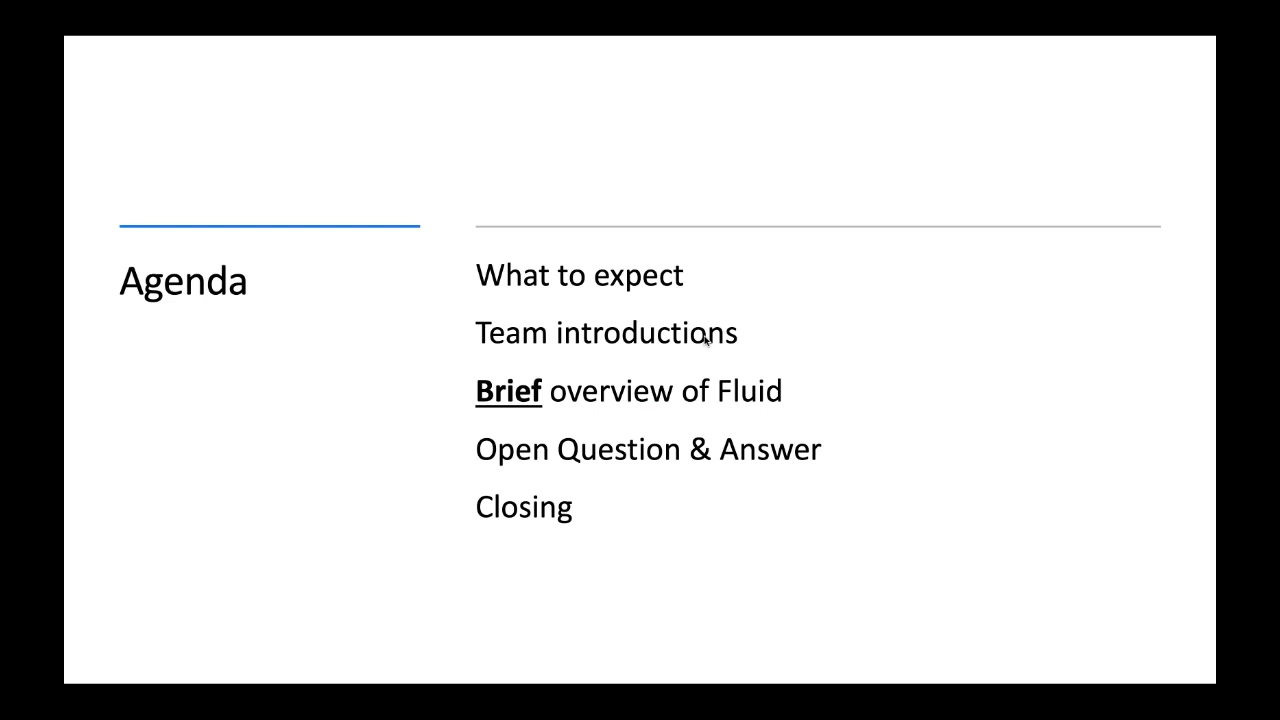 Agenda
What to expect
Team introductions
Brief overview of Fluid
Open Question & Answer
Closing